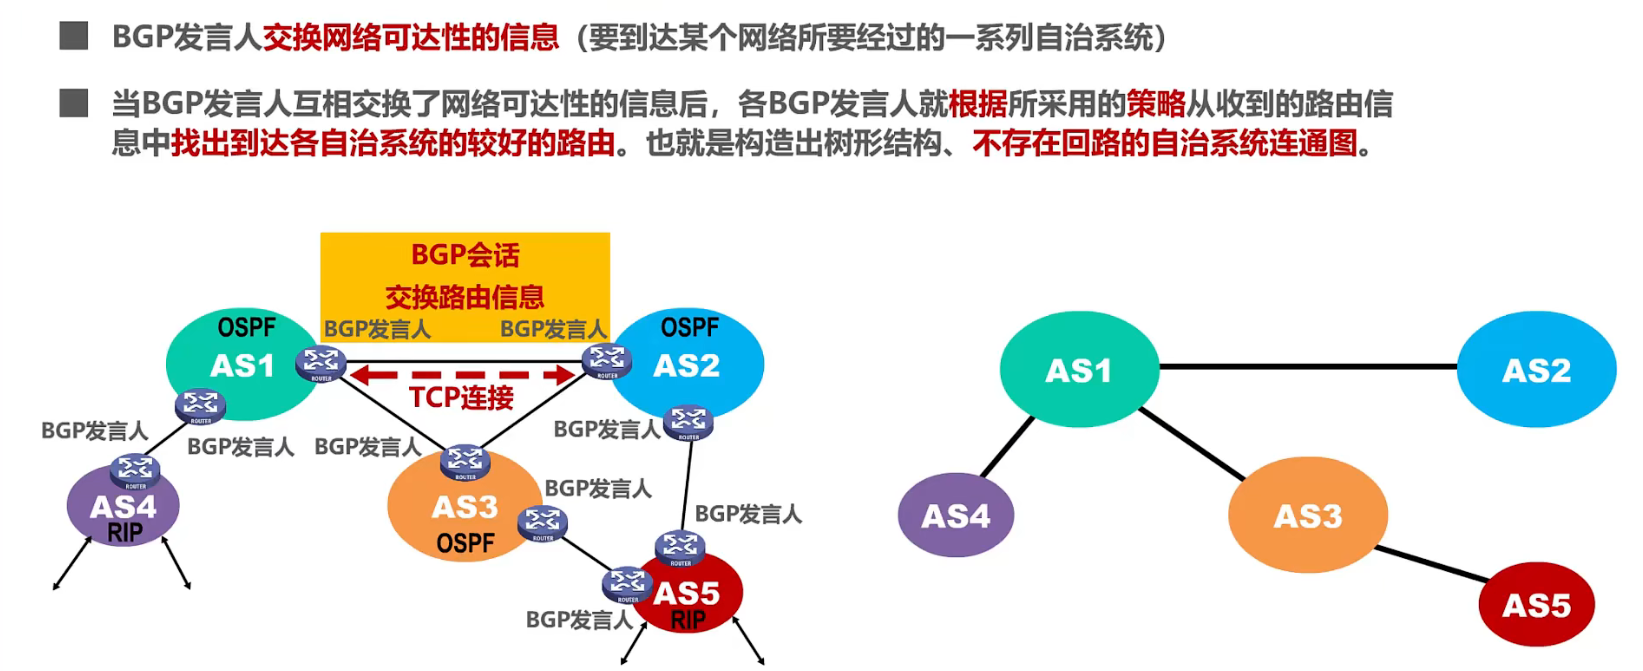 BGP发言人交换网络可达性的信息（要到达某个网络所要经过的一系列自治系统）
当BGP发言人互相交换了网络可达性的信息后，各BGP发言人就根据所采用的策略从收到的路由信
息中找出到达各自治系统的较好的路由。也就是构造出树形结构、不存在回路的自治系统连通图。
BGP会话
交换路由信息
OSPF
BGP发言人
BGP发言人
OSPF
AS1
ROUTER
ROUTER
AS2
TCP连接
ROUTER
BGP发言人
BGP发言人
BGP发言人
BGP发言人
ROUTER
ROUTER
ROUTER
AS4
RIP
AS3
OSPF
BGP发言人
ROUTER
BGP发言人
ROUTER
ROUTER
AS5
RIP
BGP发言人
AS1
AS2
AS4
AS3
AS5